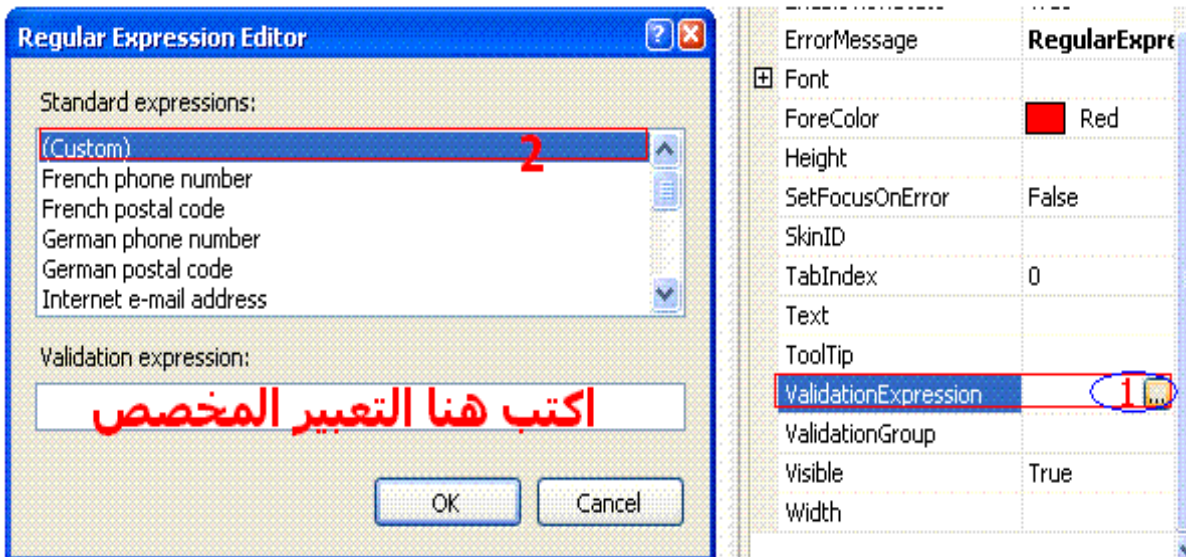 Regular Expression Editor
Standard expressions:
(Custom) 2
French phone number
French postal code
German phone number
German postal code
Internet e-mail address
Validation expression:
اكتب هنا التعبير المخصص
OK Cancel
ErrorMessage RegularExpre
Font
ForeColor Red
Height
SetFocusOnError False
SkinID
TabIndex 0
Text
ToolTip
ValidationExpression 1 ...
ValidationGroup
Visible True
Width